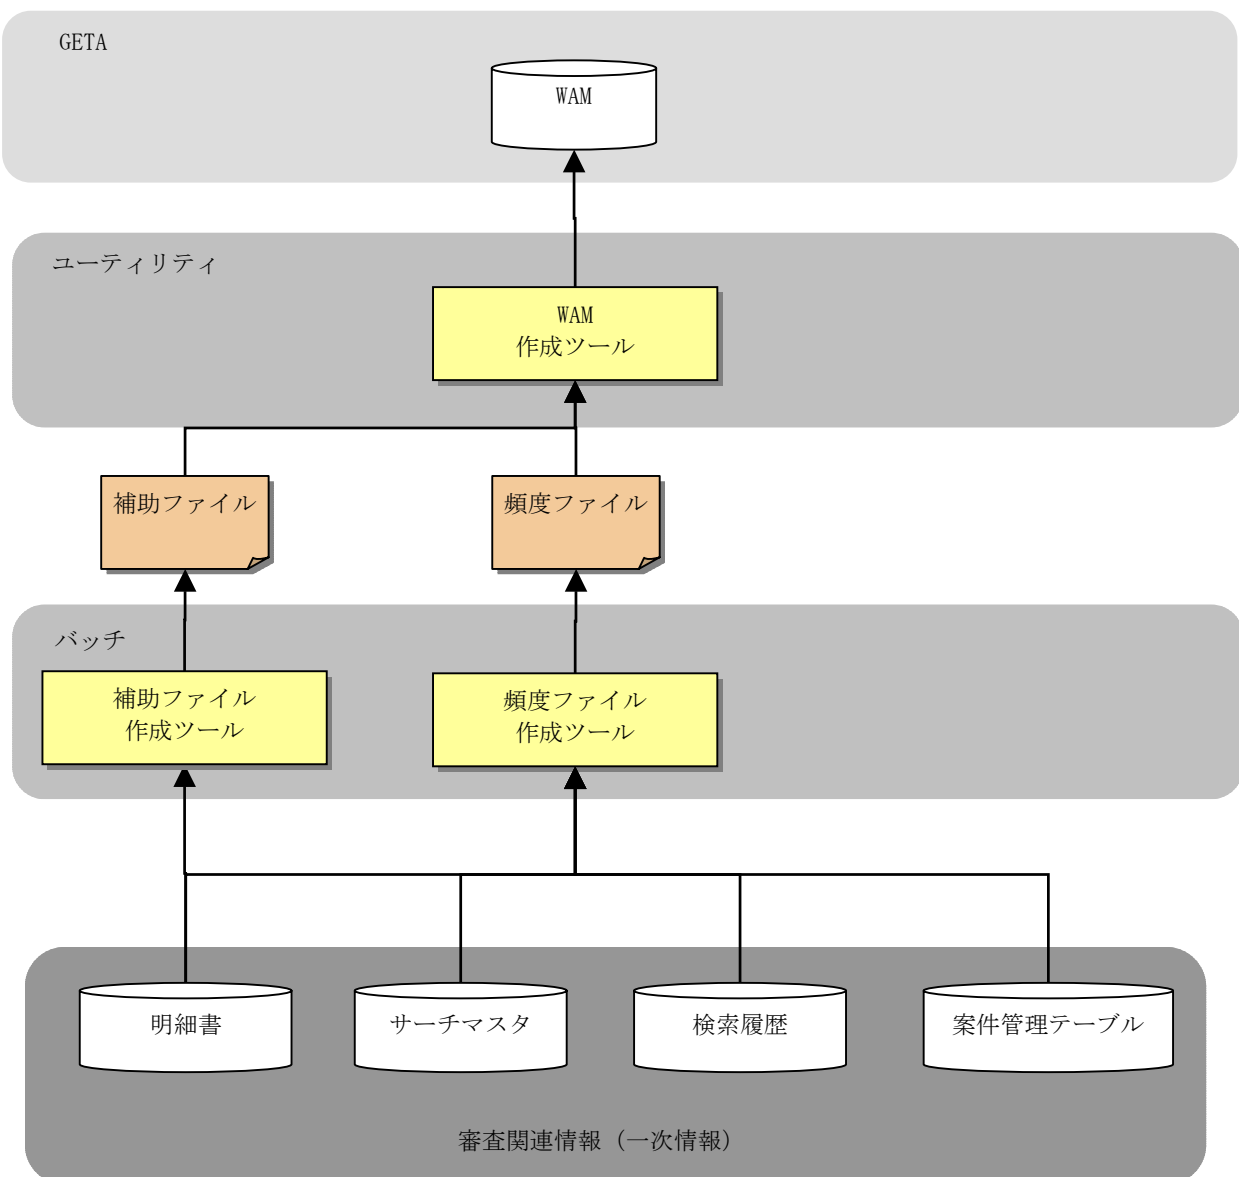 GETA
WAM
ユーティリティ
WAM
作成ツール
補助ファイル
頻度ファイル
バッチ
補助ファイル
作成ツール
頻度ファイル
作成ツール
明細書
サーチマスタ
検索履歴
案件管理テーブル
審査関連情報（一次情報）